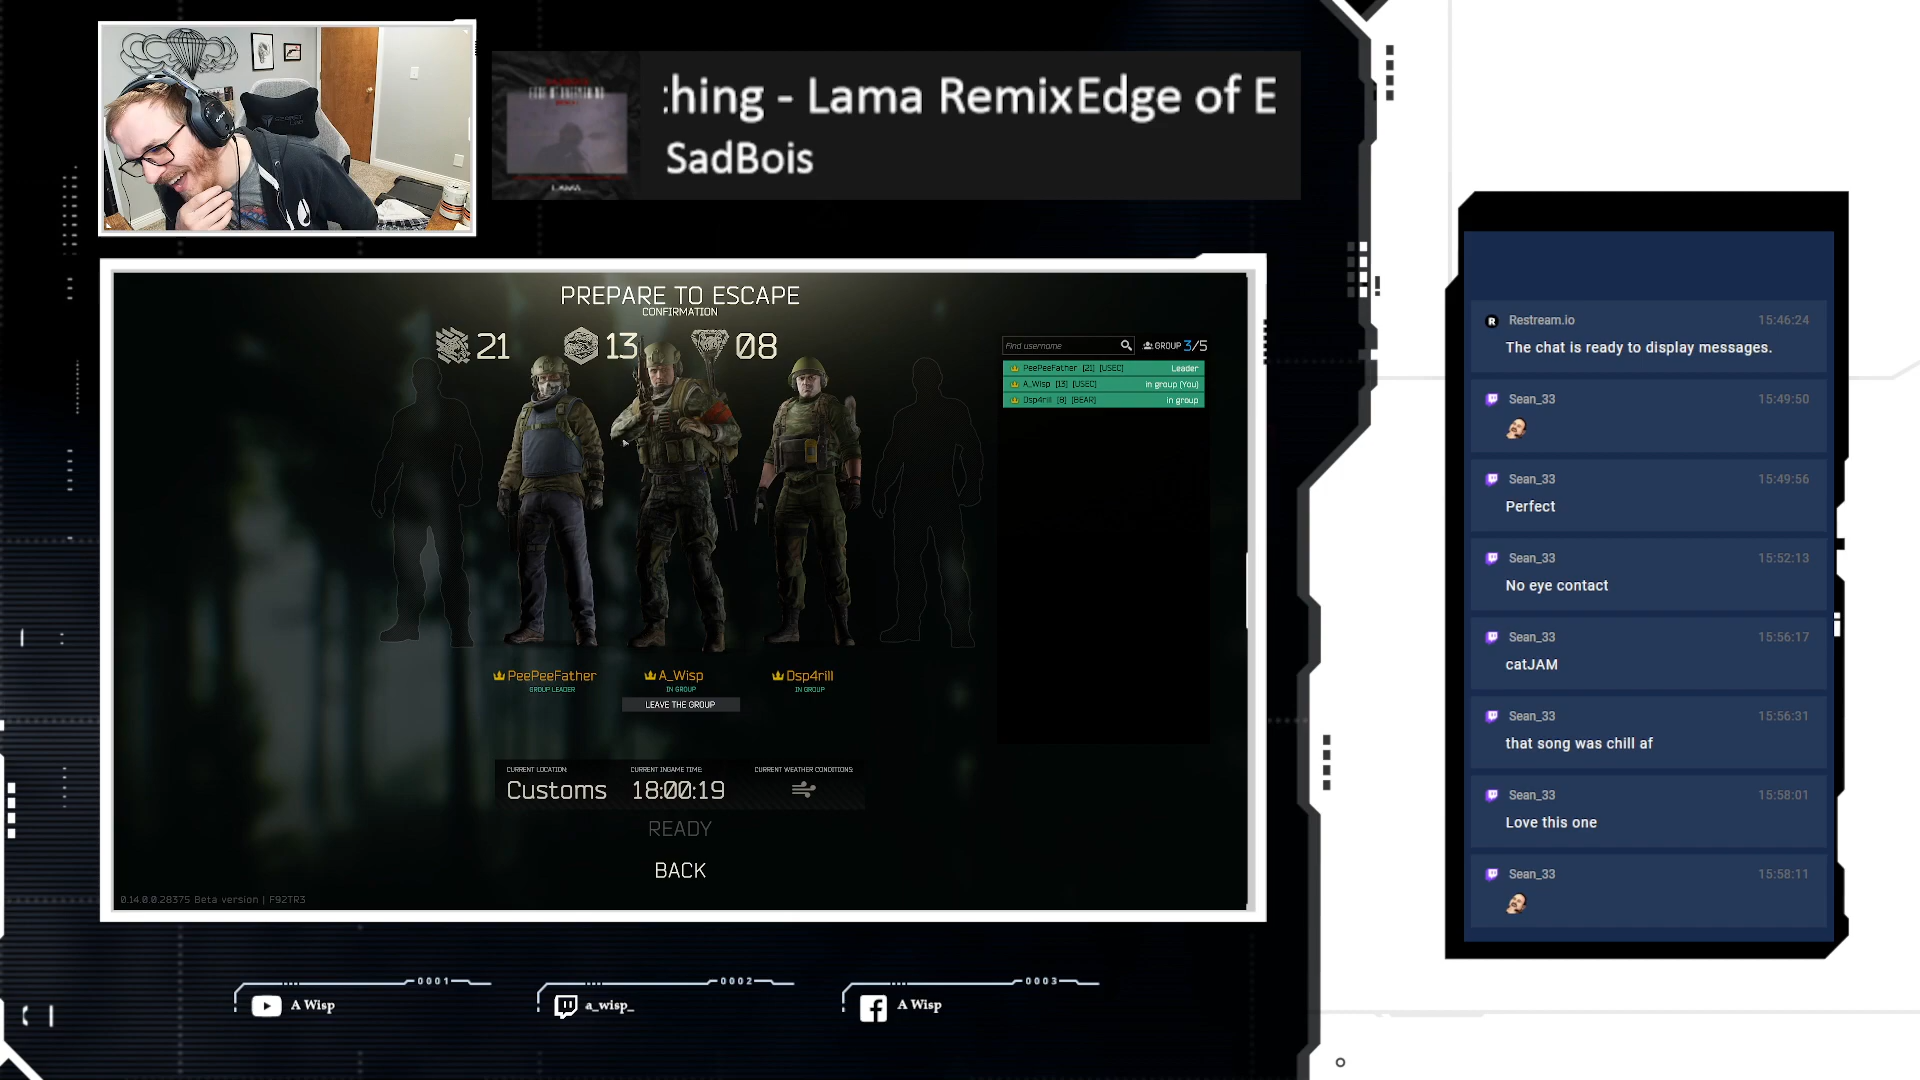 :hing - Lama RemixEdge of E
SadBois
LAMA
PREPARE TO ESCAPE
CONFIRMATION
21 13 08
Find username
GROUP 3/5
PeePeeFather [21] [USEC] Leader
A_Wisp [13] [USEC] in group (You)
Dsp4rill [8] [BEAR] in group
PeePeeFather
GROUP LEADER
A_Wisp
IN GROUP
Dsp4rill
IN GROUP
LEAVE THE GROUP
CURRENT LOCATION:
Customs
CURRENT INGAME TIME:
18:00:19
CURRENT WEATHER CONDITIONS:
READY
BACK
0.14.0.0.28375 Beta version | F92TR3
Restream.io 15:46:24
The chat is ready to display messages.
Sean_33 15:49:50
Sean_33 15:49:56
Perfect
Sean_33 15:52:13
No eye contact
Sean_33 15:56:17
catJAM
Sean_33 15:56:31
that song was chill af
Sean_33 15:58:01
Love this one
Sean_33 15:58:11
0001
A Wisp
0002
a_wisp_
0003
A Wisp